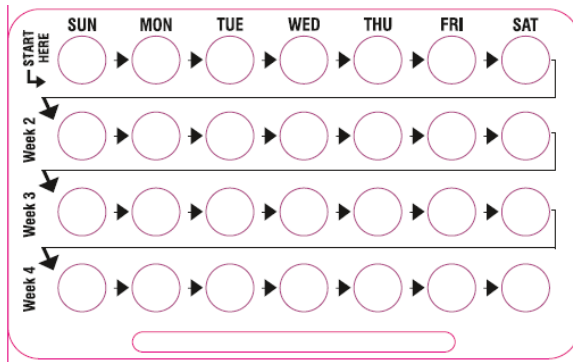 SUN MON TUE WED THU FRI SAT
START
HERE
Week 2
Week 3
Week 4